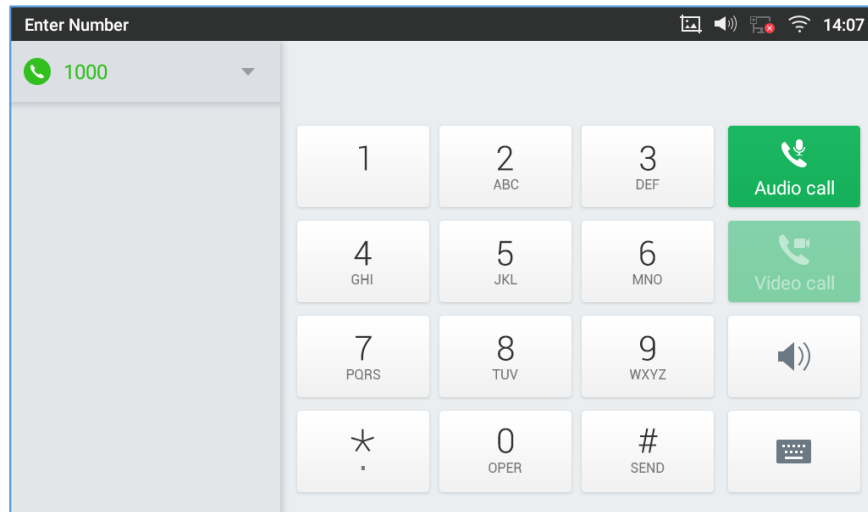 Enter Number 14:07
1000
1 2 3
ABC DEF Audio call
4 5 6
GHI JKL MNO Video call
7 8 9
PQRS TUV WXYZ
* 0 #
. OPER SEND